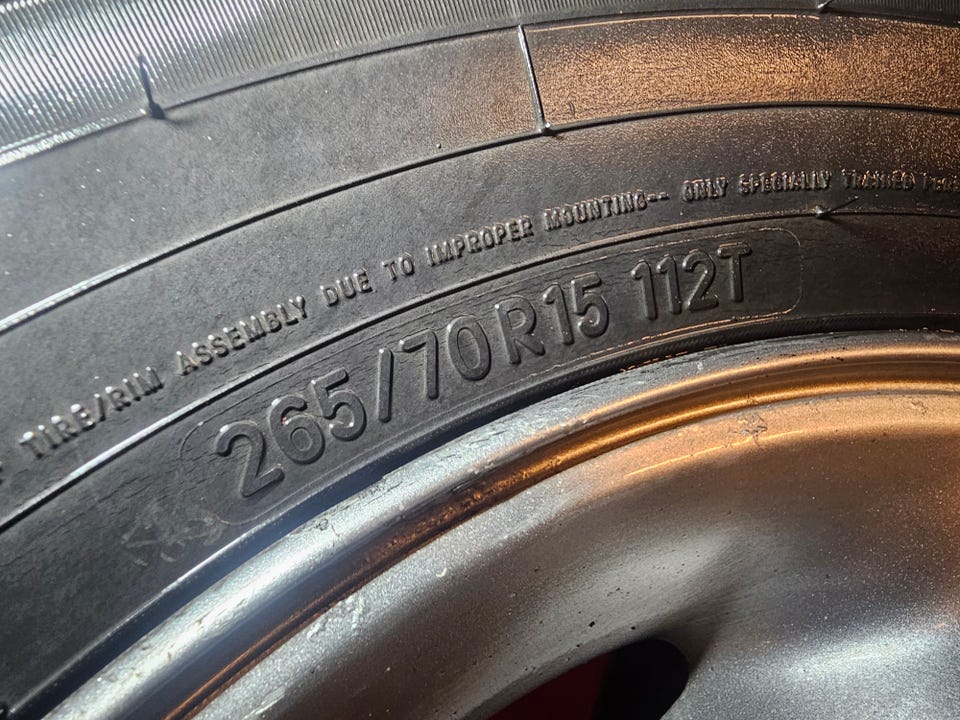 TIRE/RIM ASSEMBLY DUE TO IMPROPER MOUNTING-- ONLY SPECIALLY TRAINED
265/70R15 112T